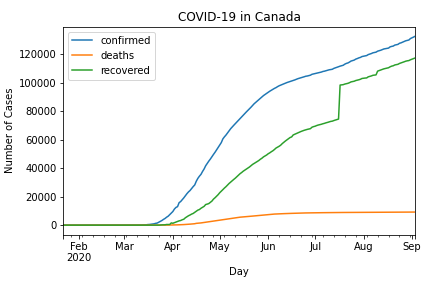 COVID-19 in Canada
confirmed
deaths
recovered
Number of Cases
120000
100000
80000
60000
40000
20000
0
Feb Mar Apr May Jun Jul Aug Sep
2020
Day